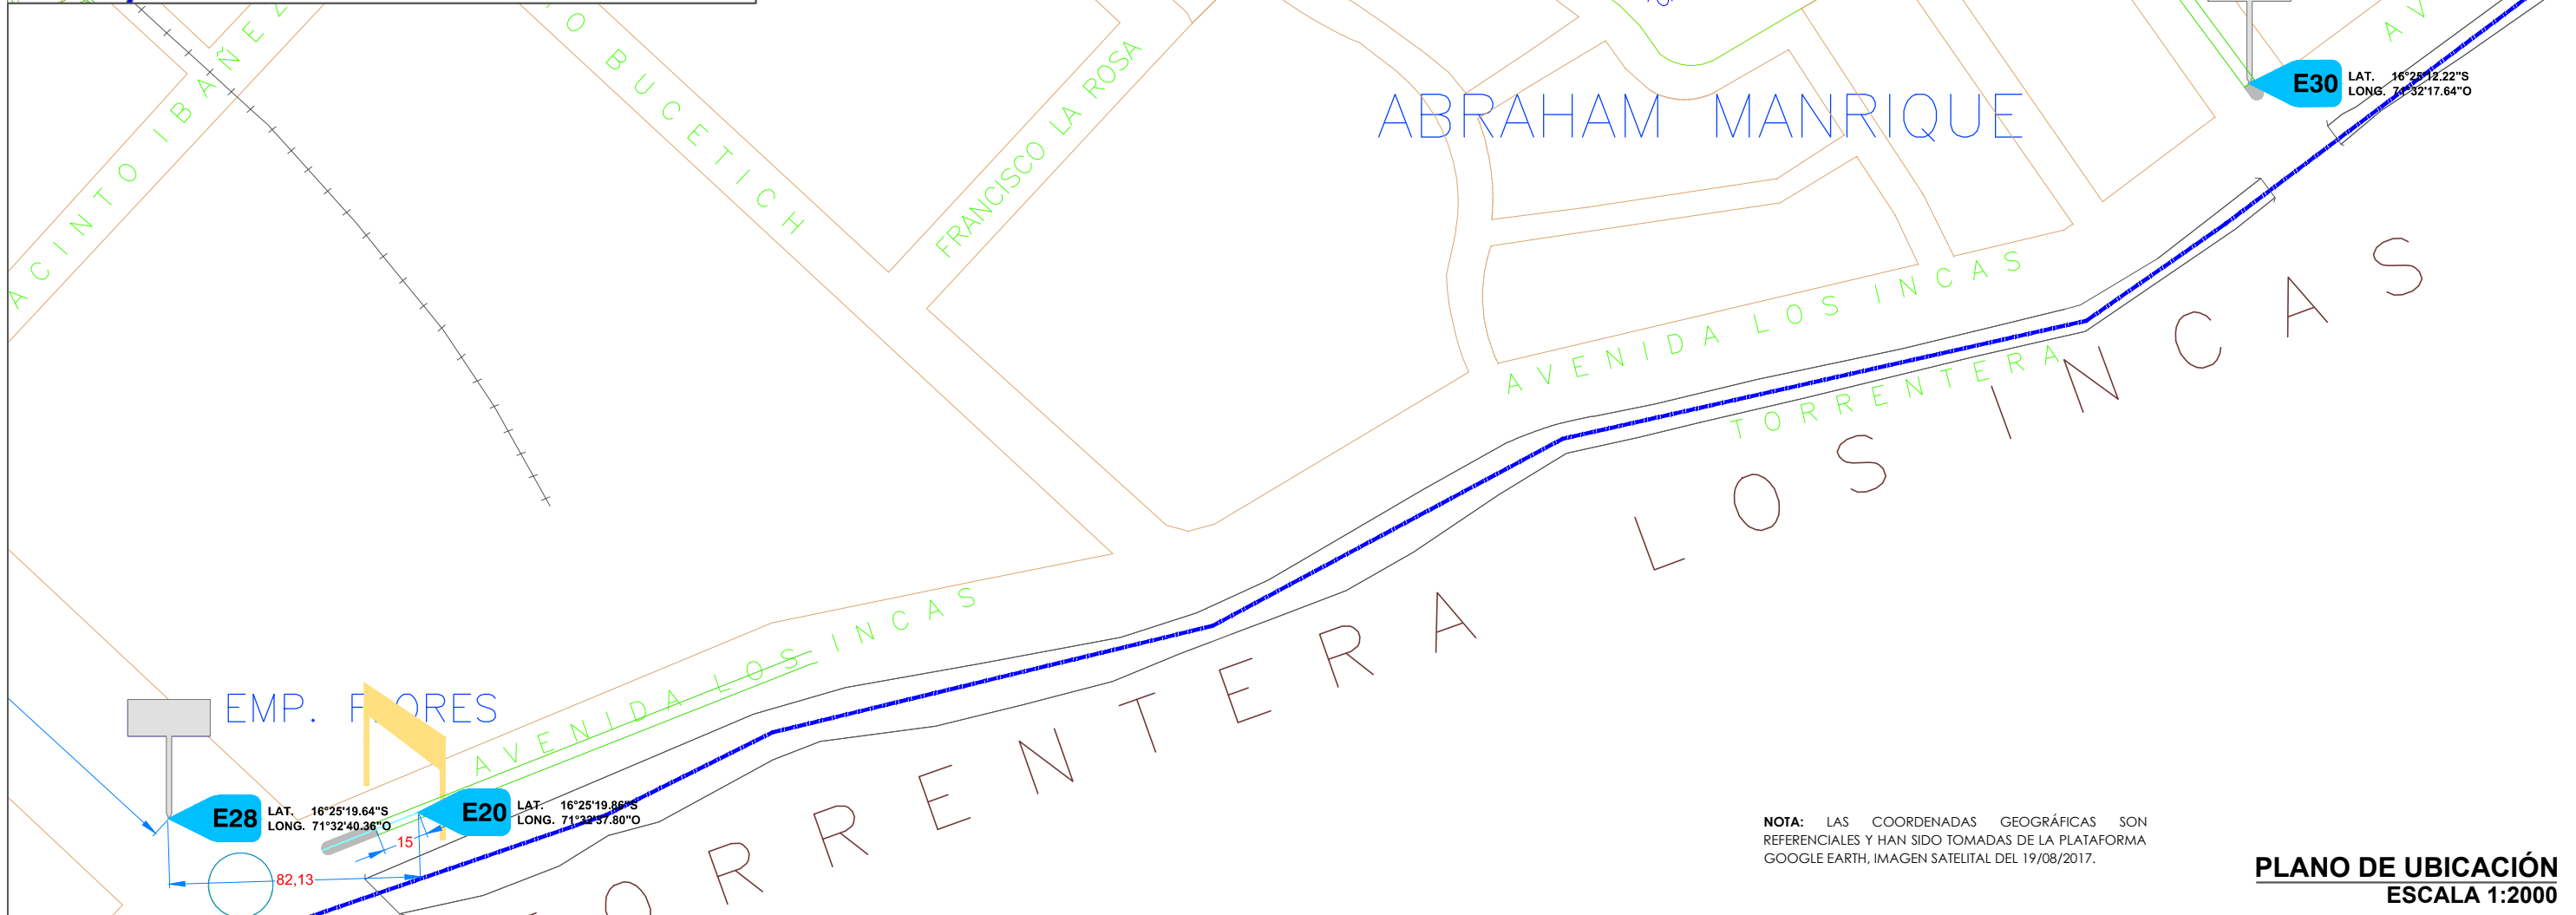 ACINTO IBAÑEZ
O BUCETICH
FRANCISCO LA ROSA
ABRAHAM MANRIQUE
AV
E30
LAT. 16°25'12.22"S
LONG. 71°32'17.64"O
AVENIDA LOS INCAS
TORRENTERA
ORRENTERA LOS INCAS
AVENIDA LOS INCAS
EMP. FLORES
E28
LAT. 16°25'19.64"S
LONG. 71°32'40.36"O
E20
LAT. 16°25'19.86"S
LONG. 71°32'37.80"O
15
82,13
NOTA: LAS COORDENADAS GEOGRÁFICAS SON
REFERENCIALES Y HAN SIDO TOMADAS DE LA PLATAFORMA
GOOGLE EARTH, IMAGEN SATELITAL DEL 19/08/2017.
PLANO DE UBICACIÓN
ESCALA 1:2000